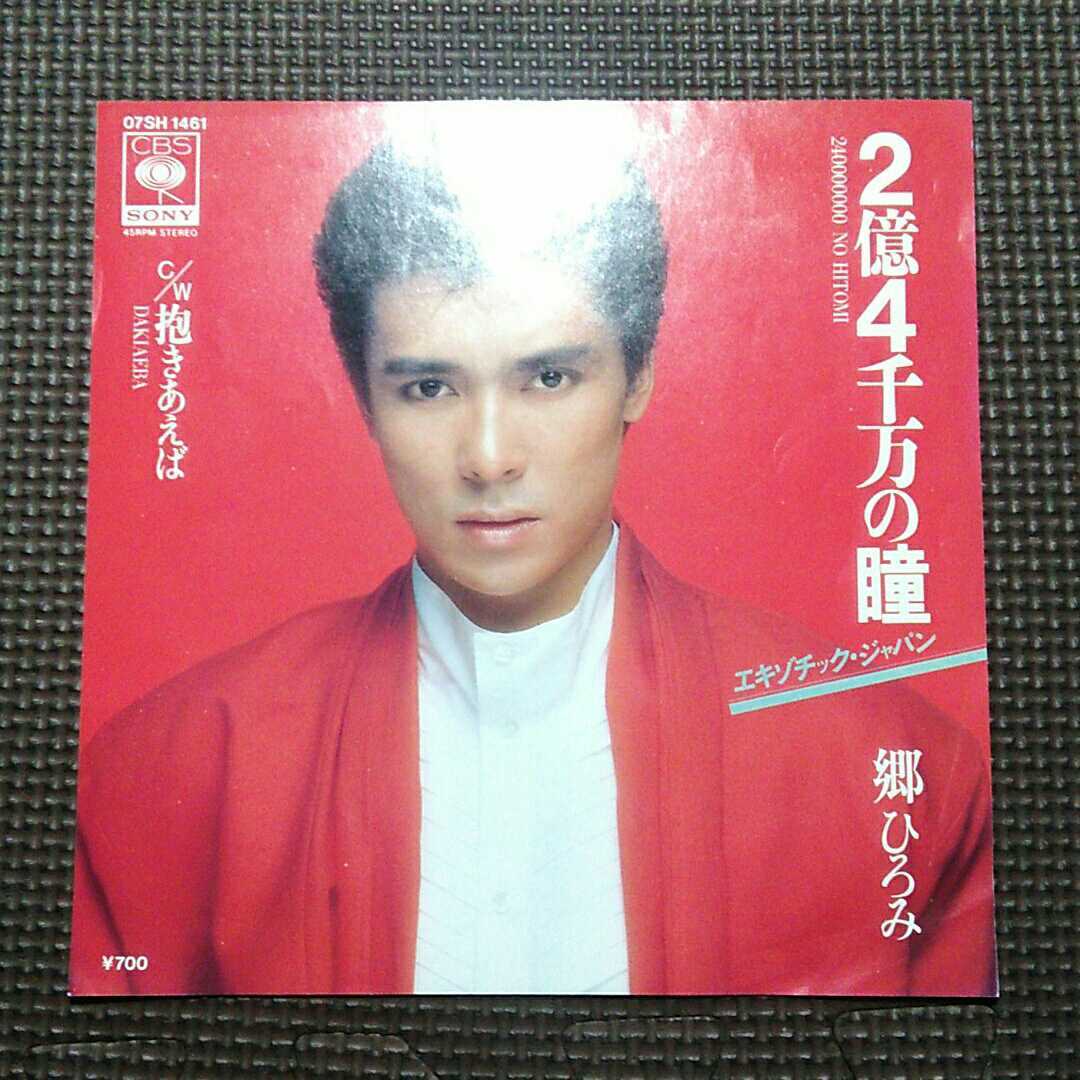 07SH 1461
CBS
SONY
45RPM STEREO
2億4千万の瞳
240000000 NO HITOMI
エキゾチック・ジャパン
郷ひろみ
C/W 抱きあえば
DAKIAEBA
¥700